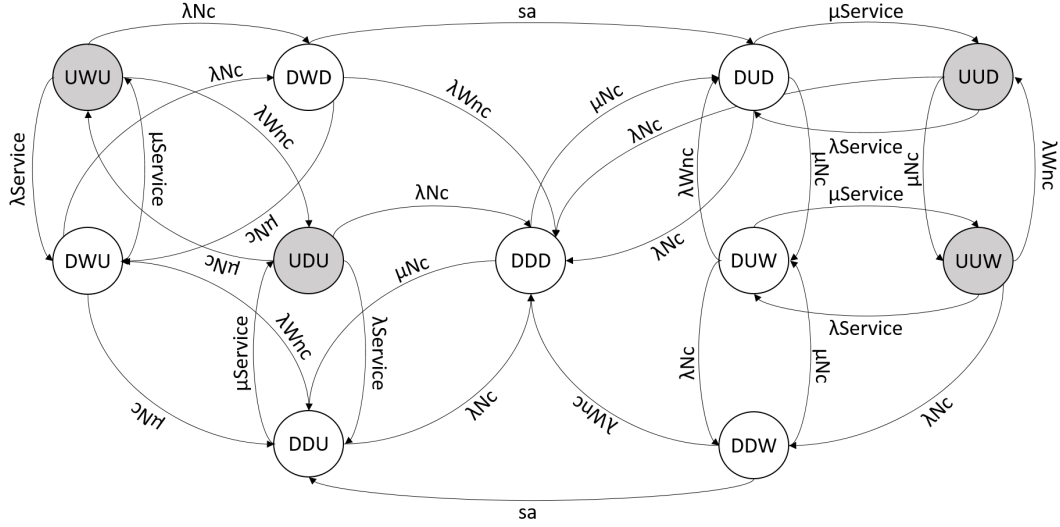 λNc
sa
μService
UWU
DWD
DUD
UUD
λNc
λWnc
μNc
λNc
λWnc
λService
μService
λService
λWnc
μNc
μNc
λWnc
μService
λNc
μNc
λNc
DWU
UDU
DDD
DUW
UUW
μNc
μNc
λService
μService
λWnc
λService
λNc
μNc
μNc
λNc
λWnc
λNc
DDU
DDW
sa